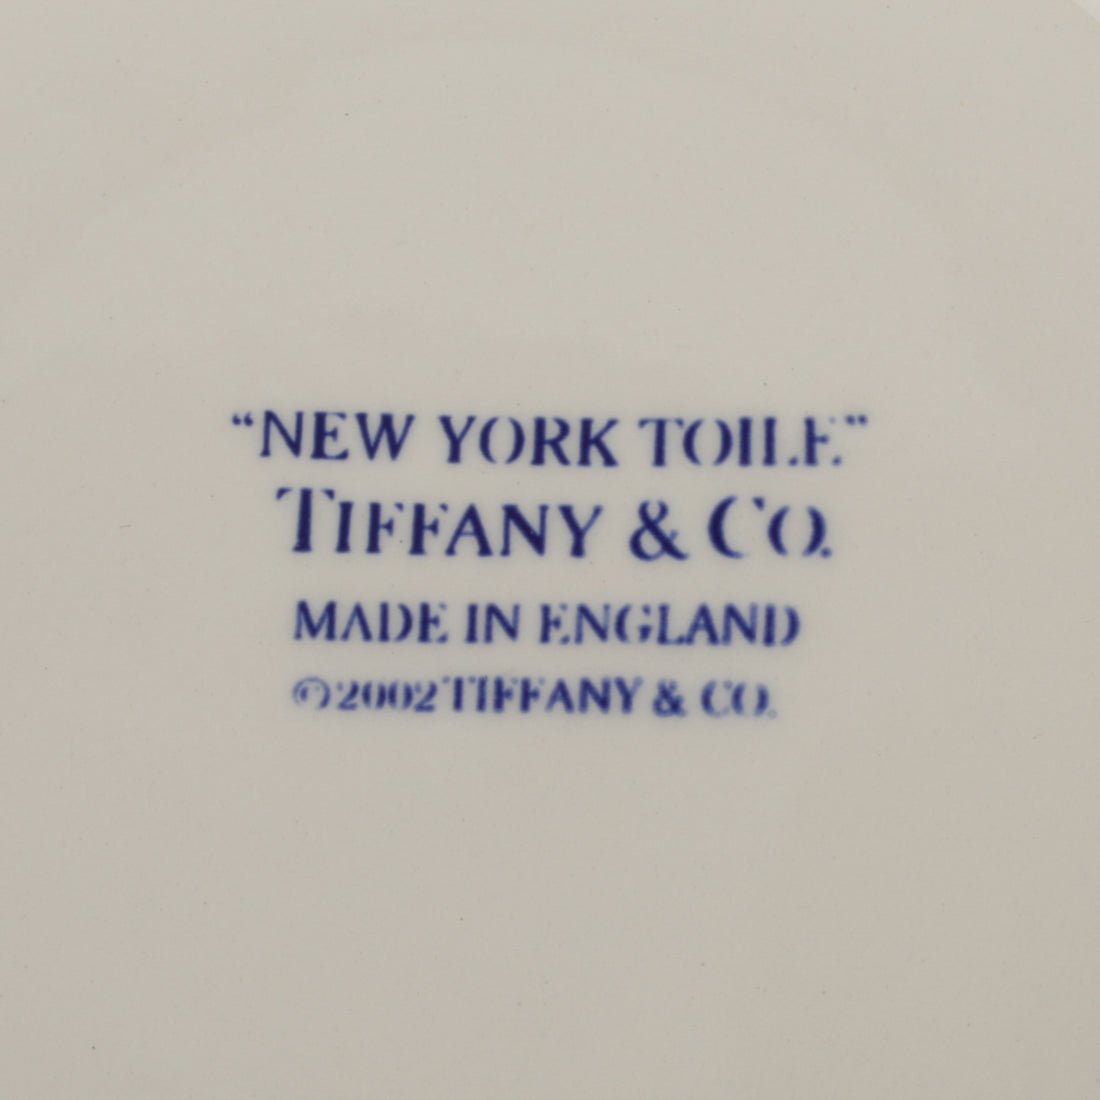 “NEW YORK TOILE”
TIFFANY & CO.
MADE IN ENGLAND
©2002 TIFFANY & CO.